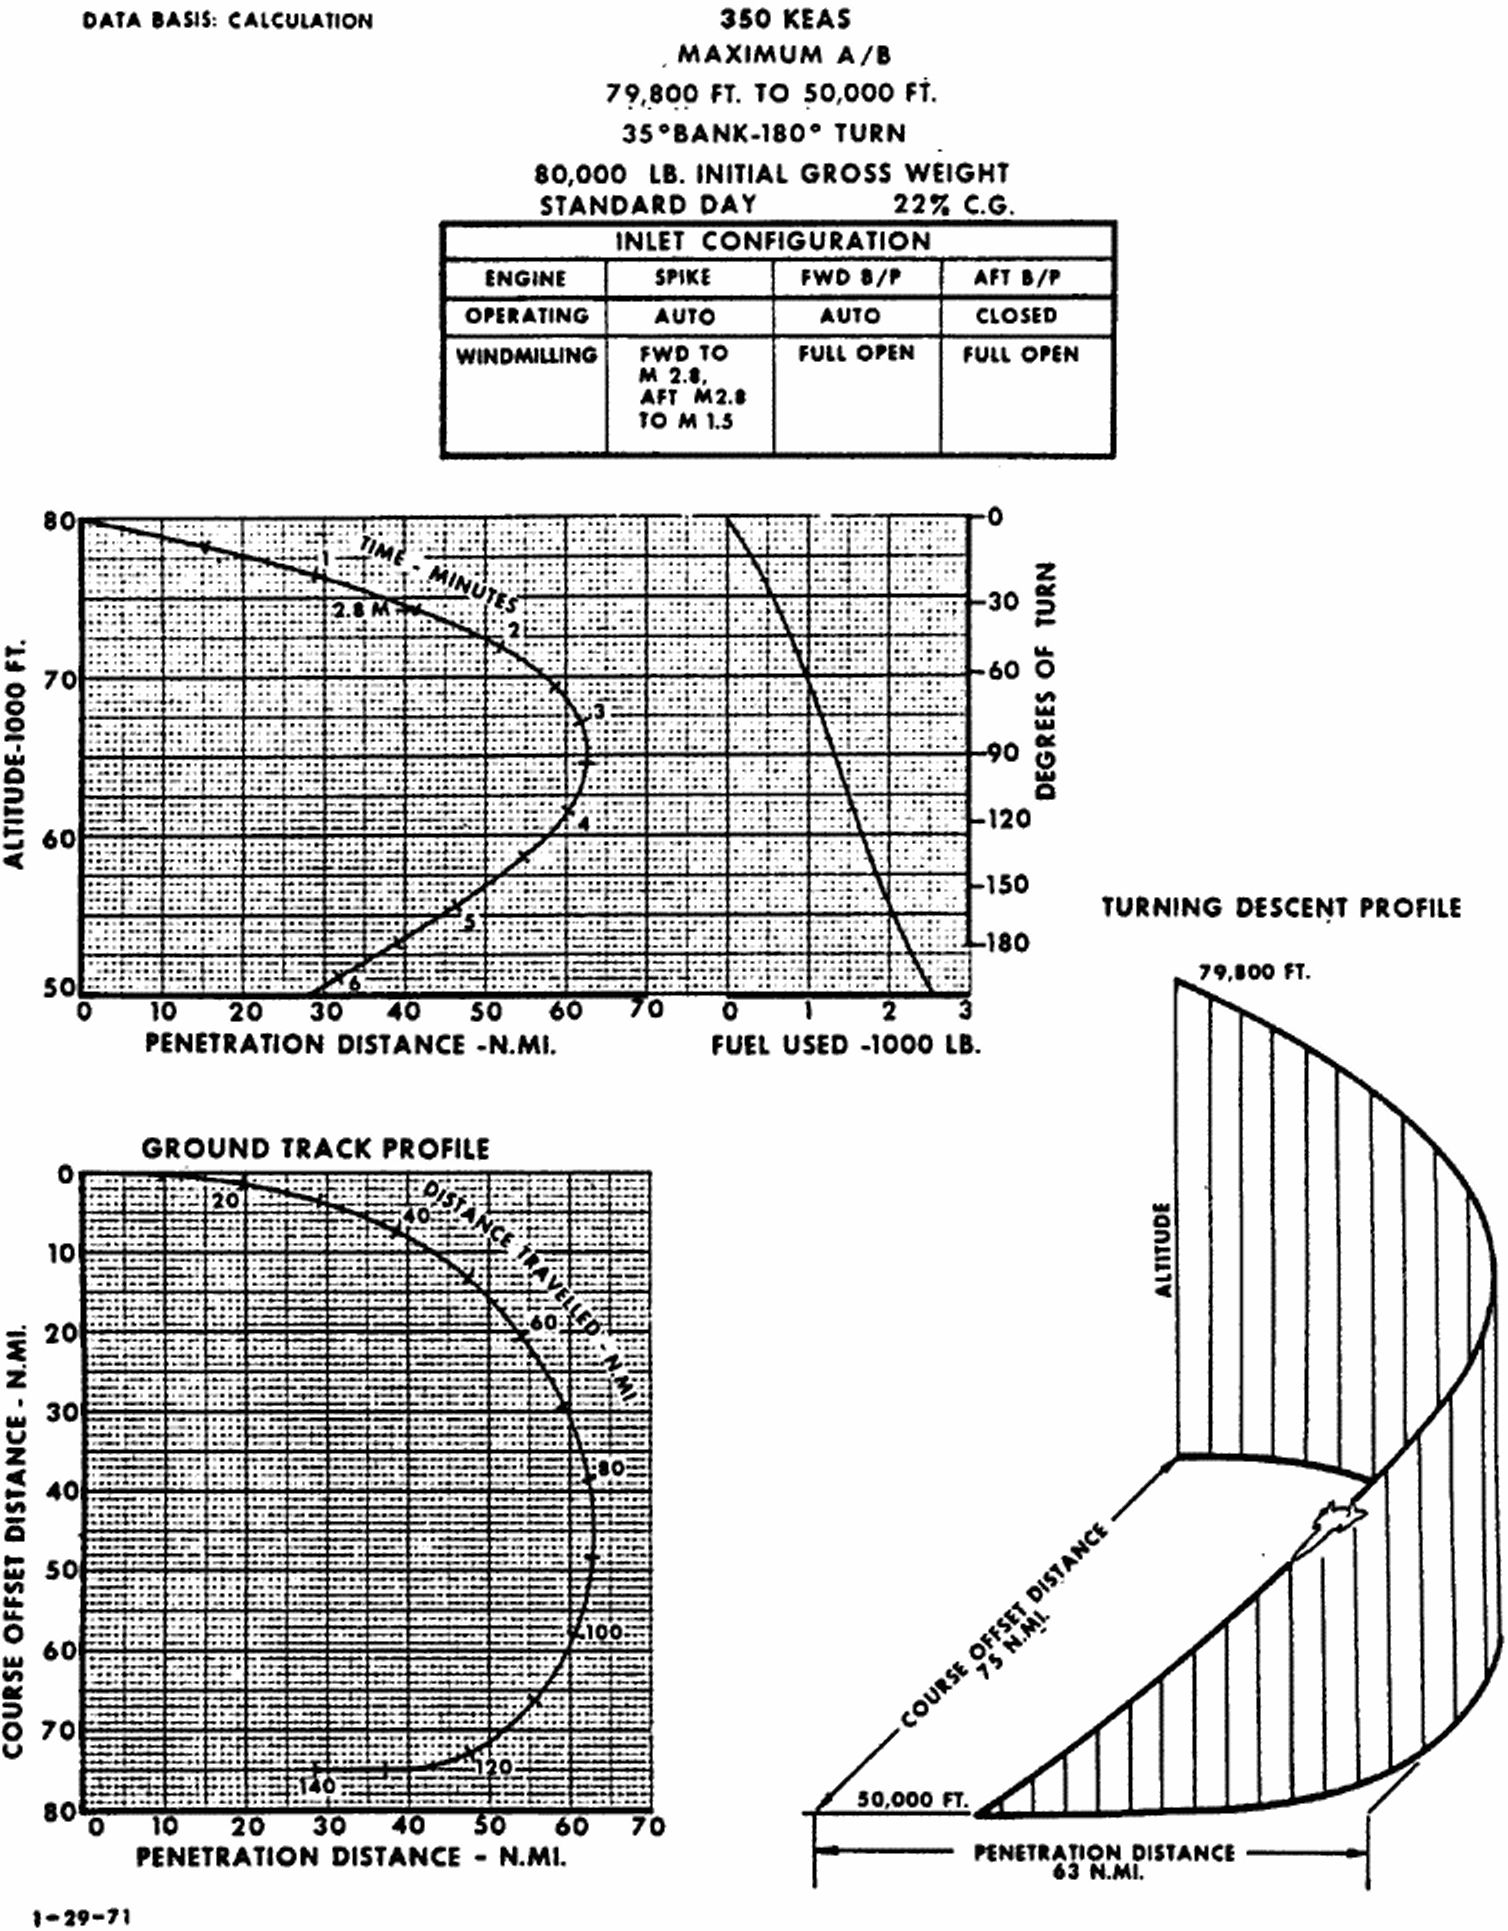 DATA BASIS: CALCULATION
350 KEAS
MAXIMUM A/B
79,800 FT. TO 50,000 FT.
35°BANK-180° TURN
80,000 LB. INITIAL GROSS WEIGHT
STANDARD DAY 22% C.G.
INLET CONFIGURATION
ENGINE SPIKE FWD B/P AFT B/P
OPERATING AUTO AUTO CLOSED
WINDMILLING FWD TO FULL OPEN FULL OPEN
M 2.8,
AFT M2.8
TO M 1.5
80
70
60
50
ALTITUDE-1000 FT.
TIME - MINUTES
1
2.8 M
2
3
4
5
6
0 10 20 30 40 50 60 70
PENETRATION DISTANCE -N.MI.
0 1 2 3
FUEL USED -1000 LB.
0
30
60
90
120
150
180
DEGREES OF TURN
TURNING DESCENT PROFILE
79,800 FT.
ALTITUDE
COURSE OFFSET DISTANCE
75 N.MI.
50,000 FT.
PENETRATION DISTANCE
63 N.MI.
GROUND TRACK PROFILE
0
10
20
30
40
50
60
70
80
COURSE OFFSET DISTANCE - N.MI.
DISTANCE TRAVELLED - N.MI
20
40
60
80
100
120
140
0 10 20 30 40 50 60 70
PENETRATION DISTANCE - N.MI.
1-29-71